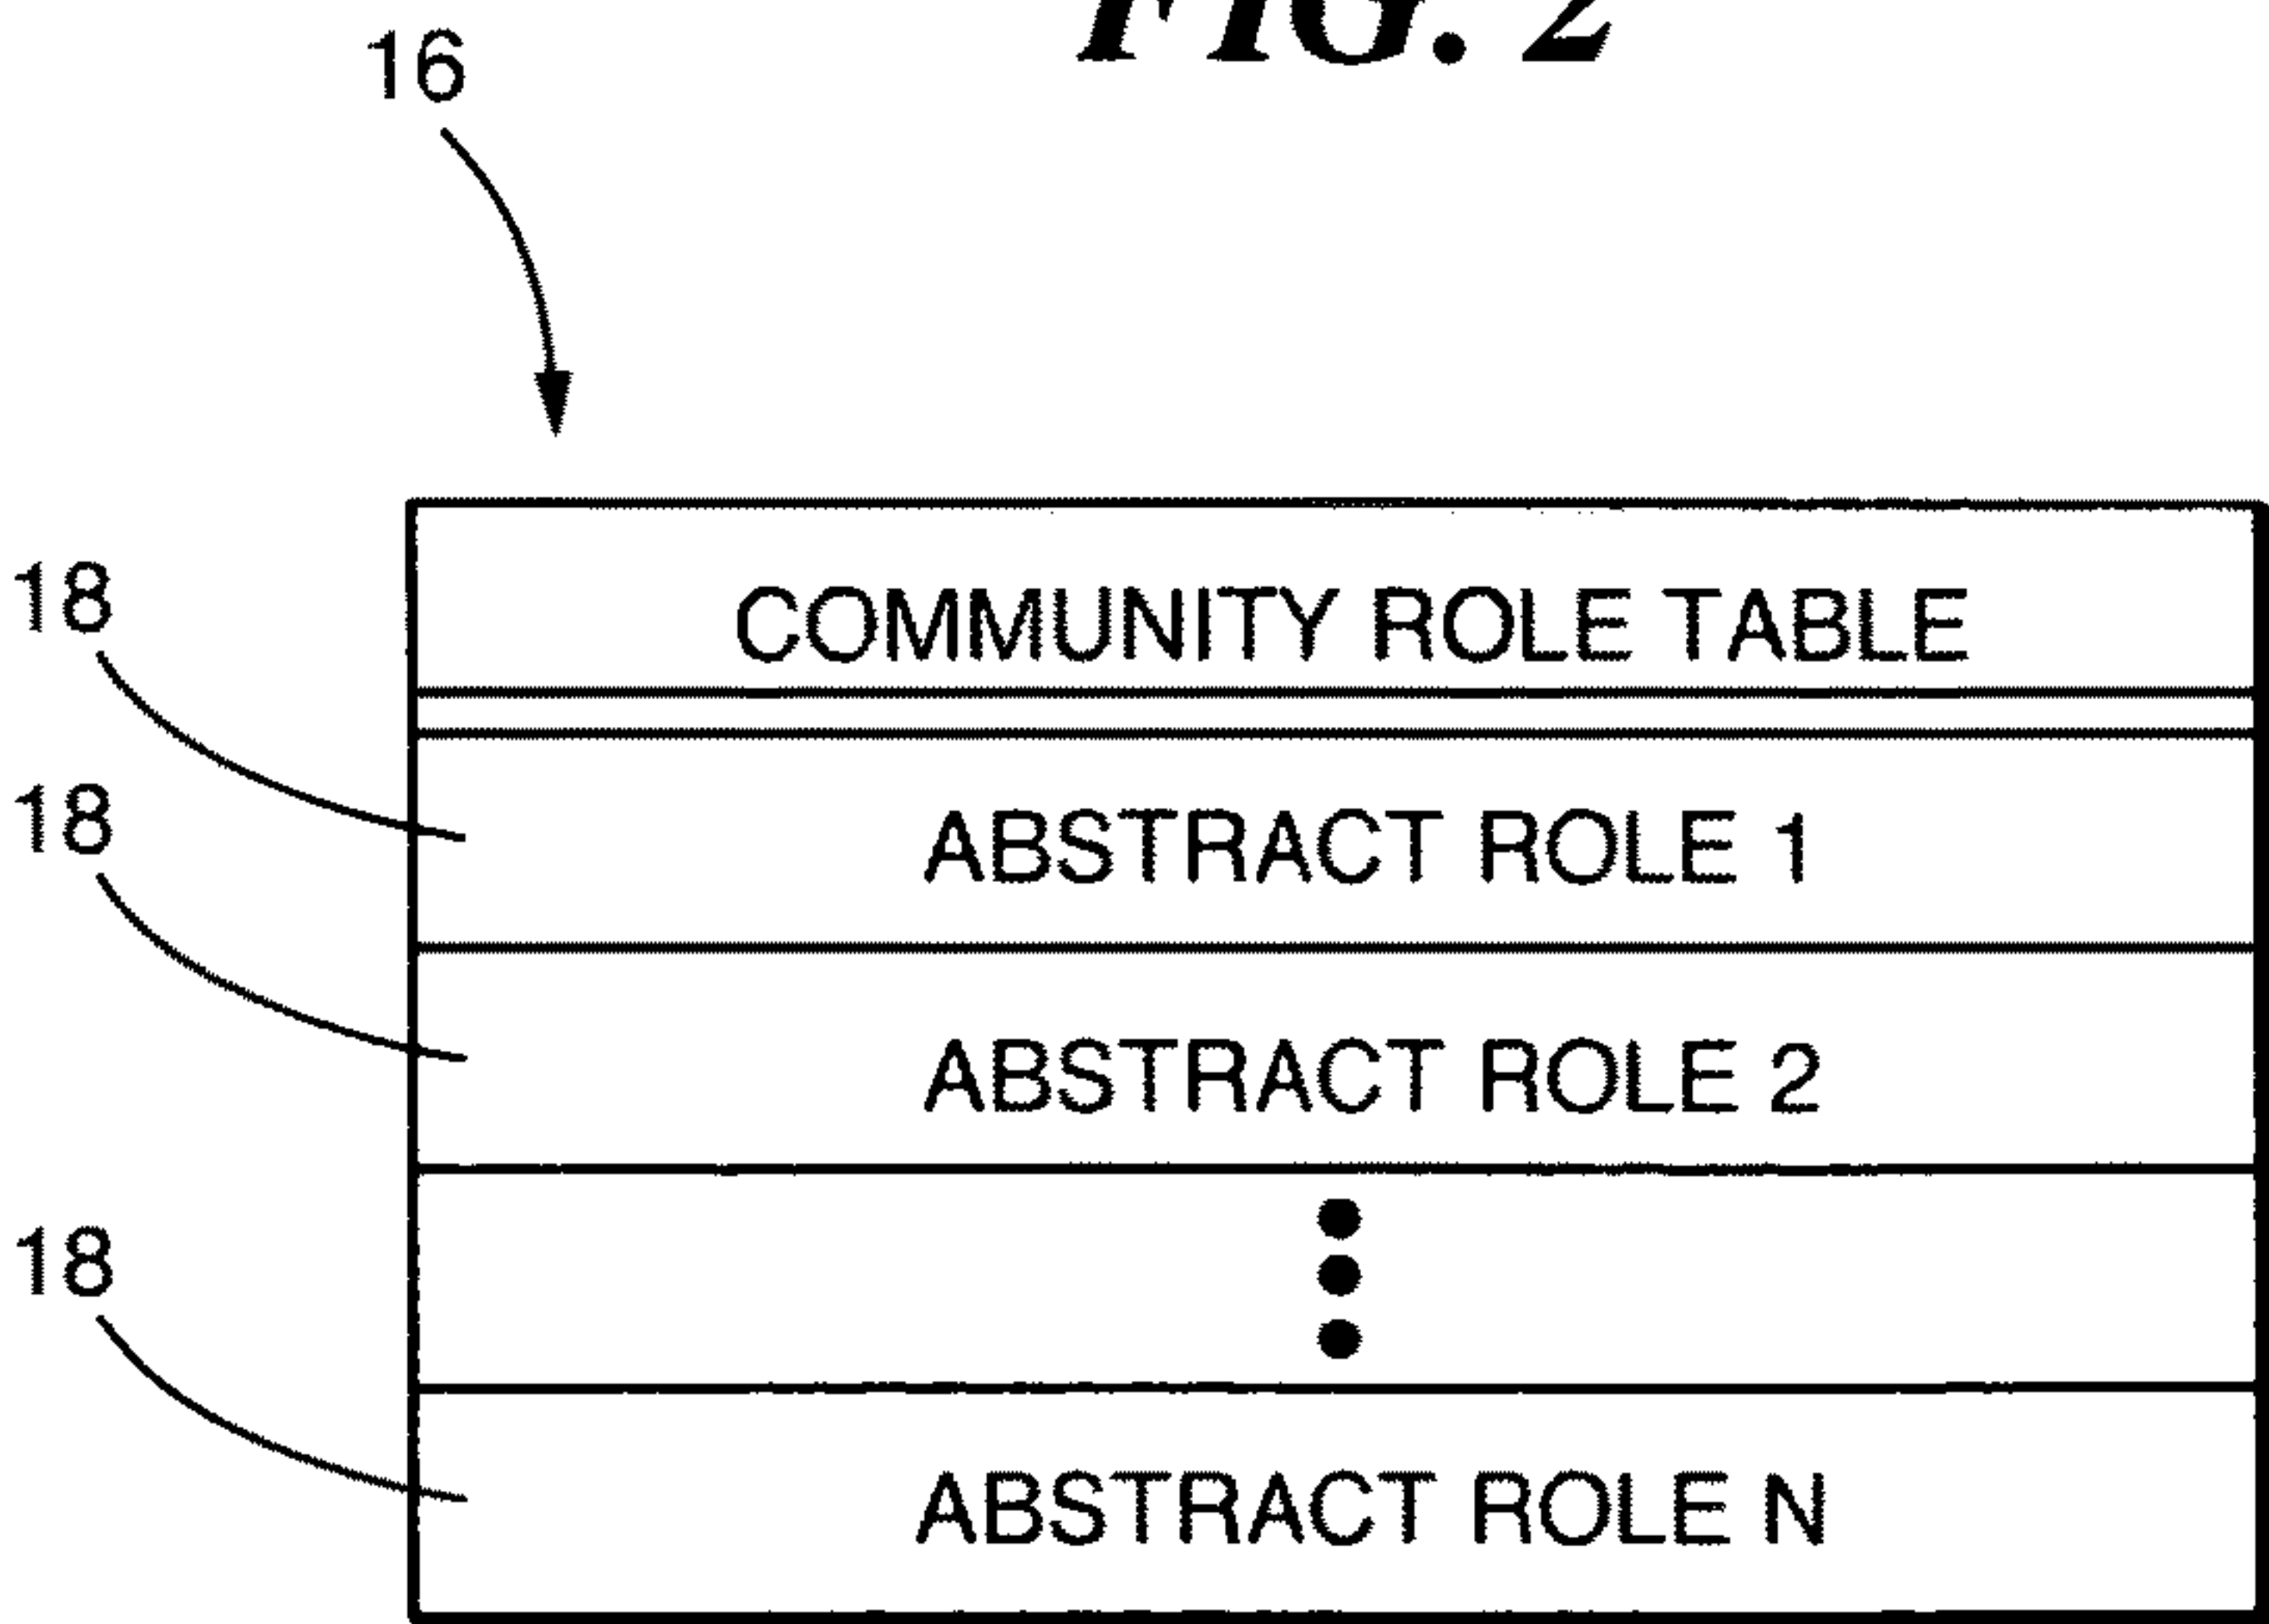 FIG. 2
16
COMMUNITY ROLE TABLE
18
ABSTRACT ROLE 1
18
ABSTRACT ROLE 2
18
ABSTRACT ROLE N